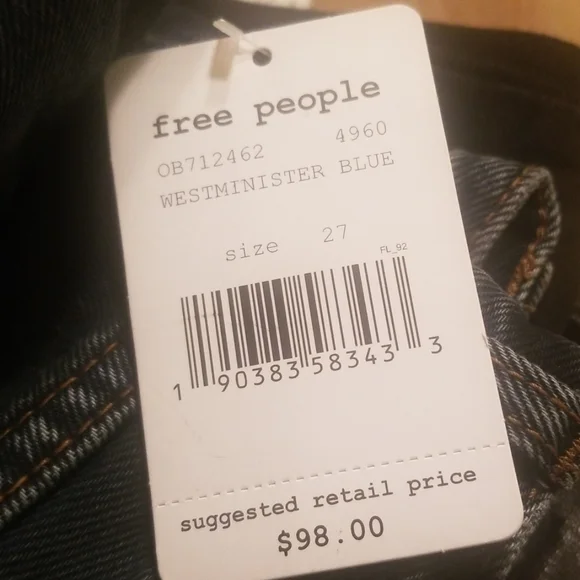 free people
OB712462 4960
WESTMINISTER BLUE
size 27
FL_92
1 90383 58343 3
suggested retail price
$98.00